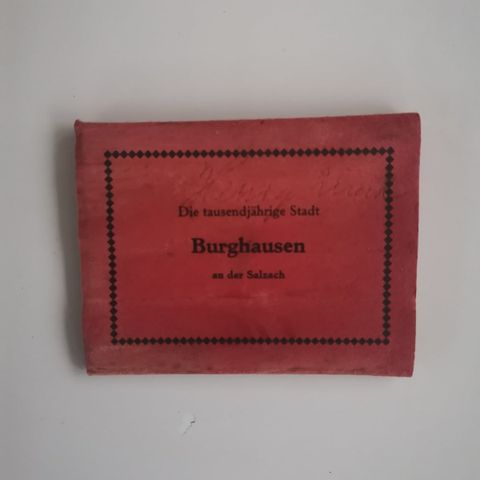 Die tausendjährige Stadt
Burghausen
an der Salzach